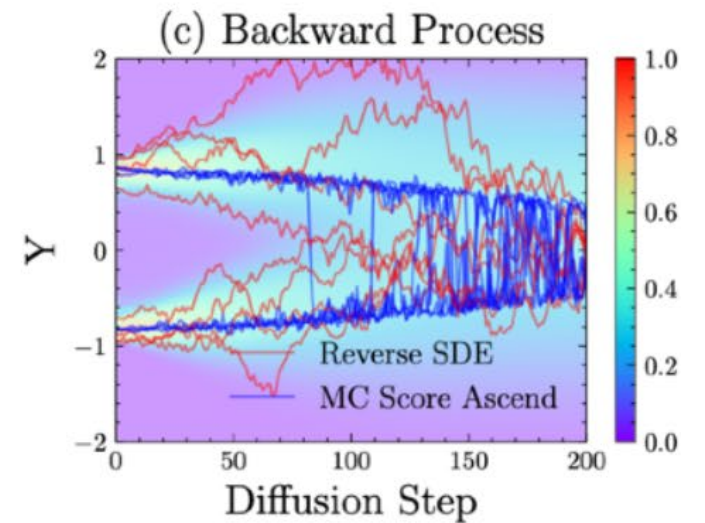 (c) Backward Process
2
1
0
−1
−2
Y
Reverse SDE
MC Score Ascend
0 50 100 150 200
Diffusion Step
1.0
0.8
0.6
0.4
0.2
0.0